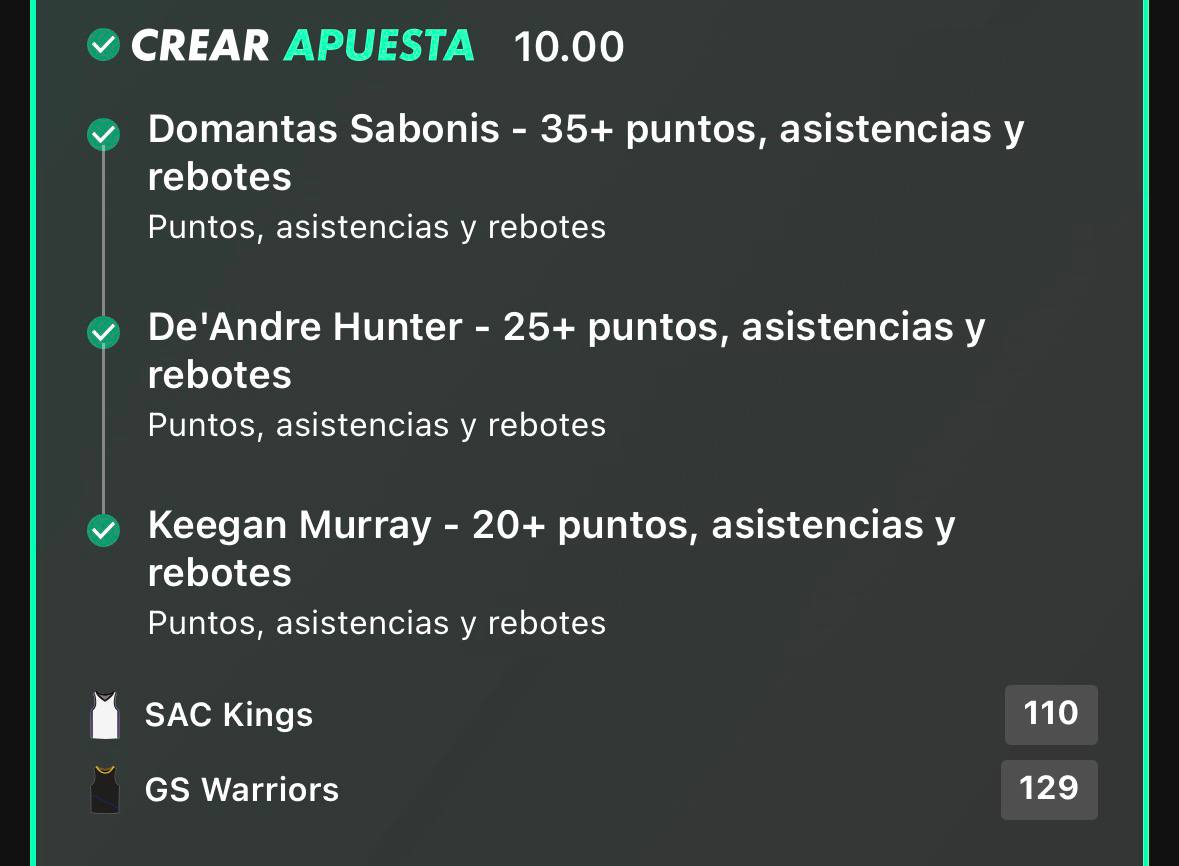 CREAR APUESTA 10.00
Domantas Sabonis - 35+ puntos, asistencias y
rebotes
Puntos, asistencias y rebotes
De'Andre Hunter - 25+ puntos, asistencias y
rebotes
Puntos, asistencias y rebotes
Keegan Murray - 20+ puntos, asistencias y
rebotes
Puntos, asistencias y rebotes
SAC Kings 110
GS Warriors 129